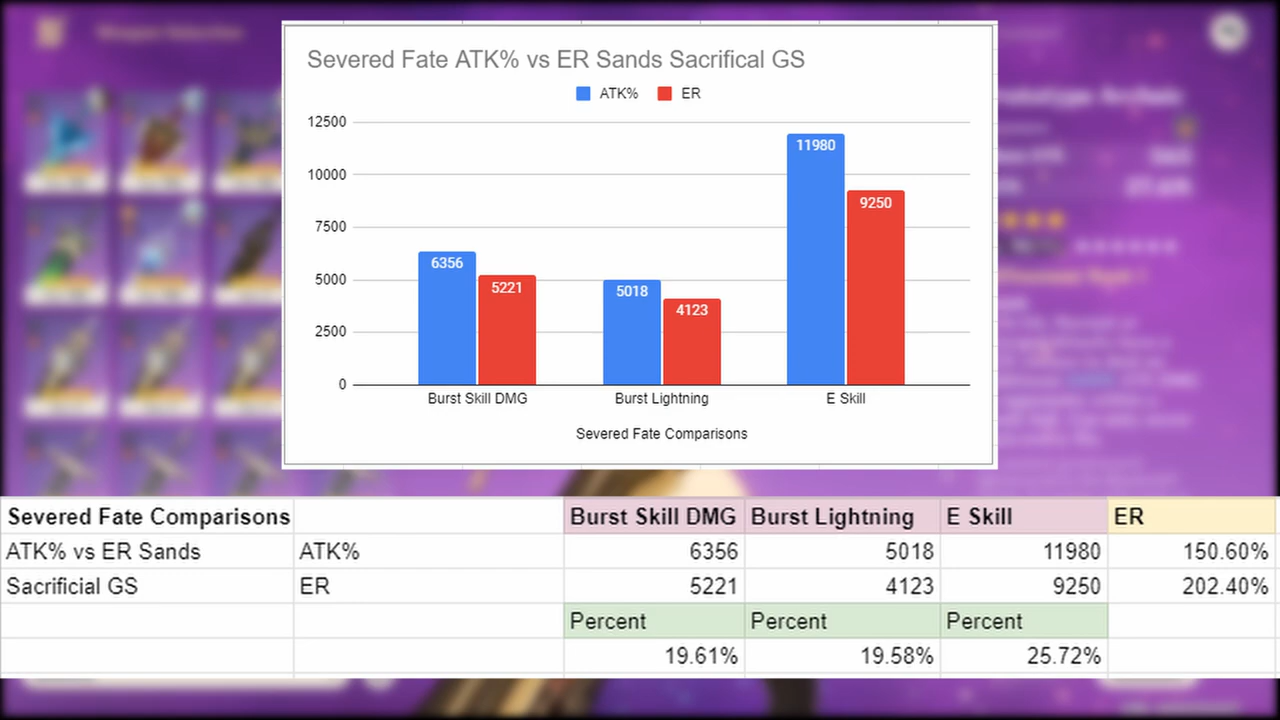 Severed Fate ATK% vs ER Sands Sacrifical GS
ATK% ER
12500
10000
7500
5000
2500
0
6356 5221 5018 4123 11980 9250
Burst Skill DMG Burst Lightning E Skill
Severed Fate Comparisons
Severed Fate Comparisons Burst Skill DMG Burst Lightning E Skill ER
ATK% vs ER Sands ATK% 6356 5018 11980 150.60%
Sacrificial GS ER 5221 4123 9250 202.40%
Percent Percent Percent
19.61% 19.58% 25.72%